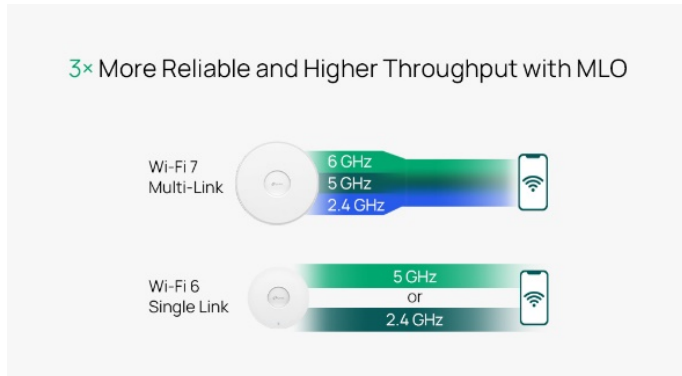 3× More Reliable and Higher Throughput with MLO
Wi-Fi 7
Multi-Link
6 GHz
5 GHz
2.4 GHz
Wi-Fi 6
Single Link
5 GHz
or
2.4 GHz